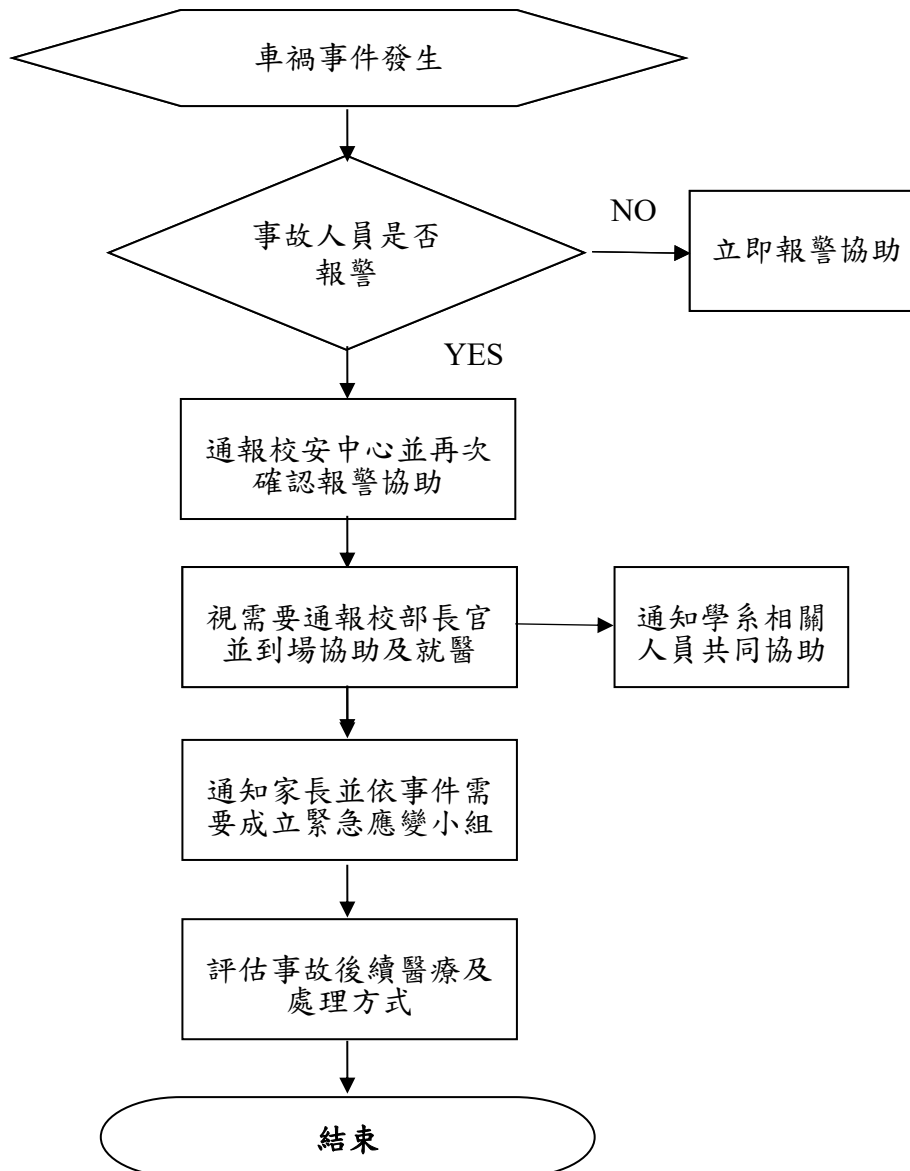 車禍事件發生
事故人員是否
報警
NO
立即報警協助
YES
通報校安中心並再次
確認報警協助
視需要通報校部長官
並到場協助及就醫
通知學系相關
人員共同協助
通知家長並依事件需
要成立緊急應變小組
評估事故後續醫療及
處理方式
結束